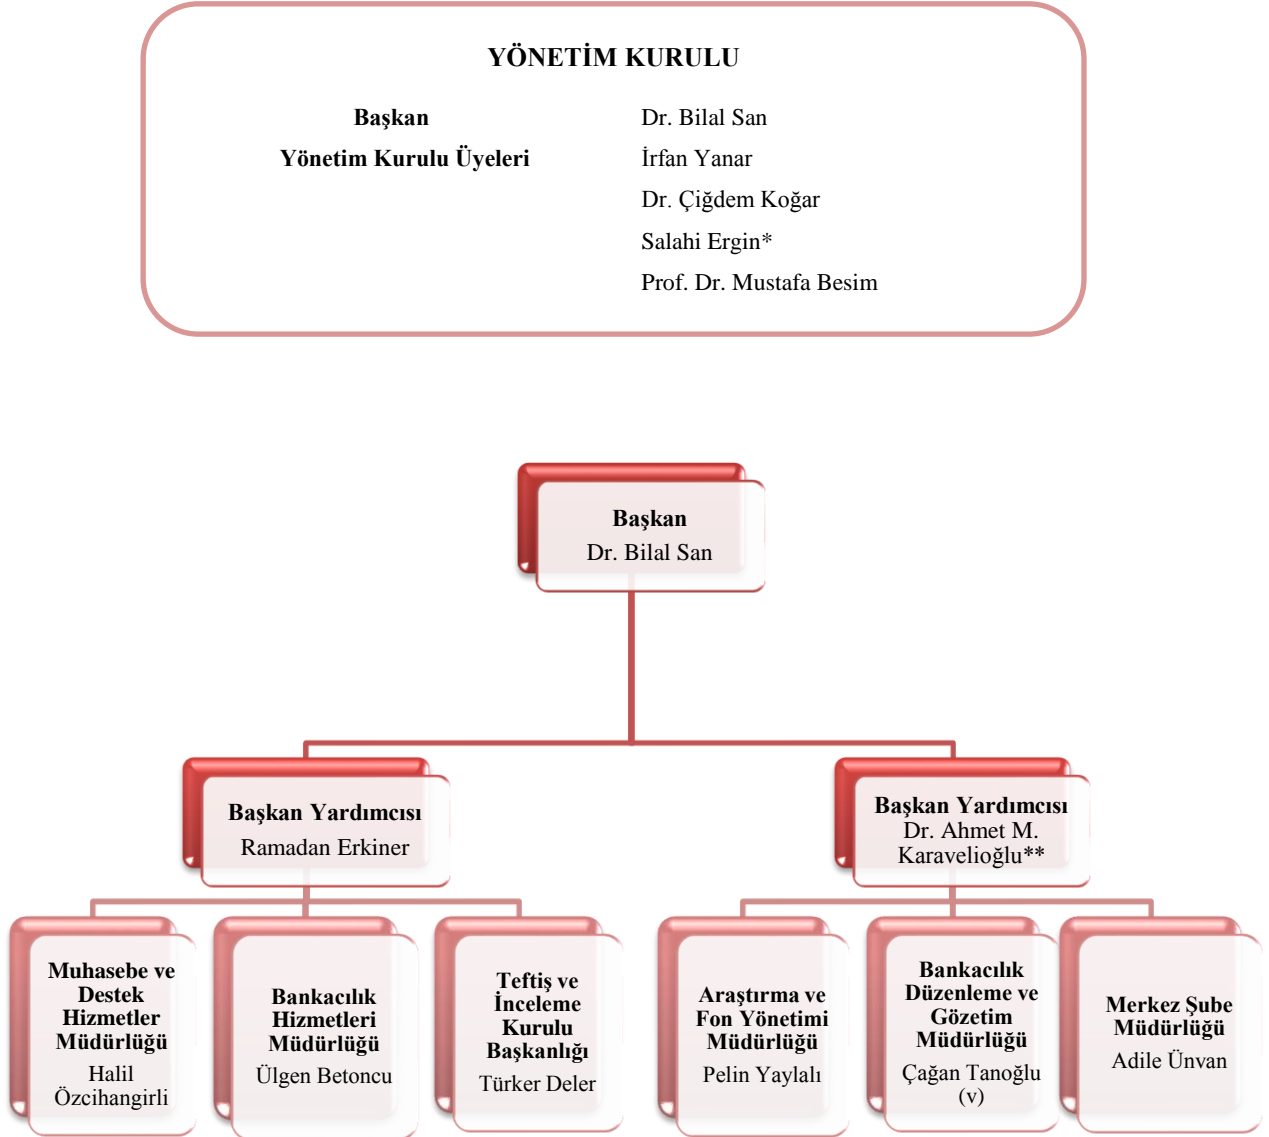 YÖNETİM KURULU
Başkan Dr. Bilal San
Yönetim Kurulu Üyeleri İrfan Yanar
Dr. Çiğdem Koğar
Salahi Ergin*
Prof. Dr. Mustafa Besim
Başkan
Dr. Bilal San
Başkan Yardımcısı
Ramadan Erkiner
Başkan Yardımcısı
Dr. Ahmet M.
Karavelioğlu**
Muhasebe ve
Destek
Hizmetler
Müdürlüğü
Halil
Özcihangirli
Bankacılık
Hizmetleri
Müdürlüğü
Ülgen Betoncu
Teftiş ve
İnceleme
Kurulu
Başkanlığı
Türker Deler
Araştırma ve
Fon Yönetimi
Müdürlüğü
Pelin Yaylalı
Bankacılık
Düzenleme ve
Gözetim
Müdürlüğü
Çağan Tanoğlu
(v)
Merkez Şube
Müdürlüğü
Adile Ünvan